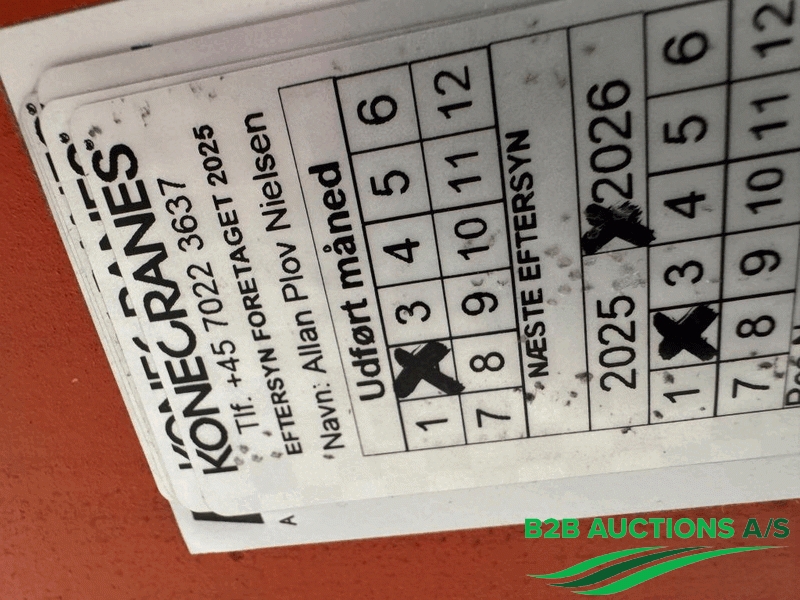 KONECRANES®
Tlf. +45 7022 3637
EFTERSYN FORETAGET 2025
Navn: Allan Plov Nielsen
Udført måned
1 3 4 5 6
7 8 9 10 11 12
NÆSTE EFTERSYN
2025 2026
1 3 4 5 6
7 8 9 10 11 12
A
B2B AUCTIONS A/S